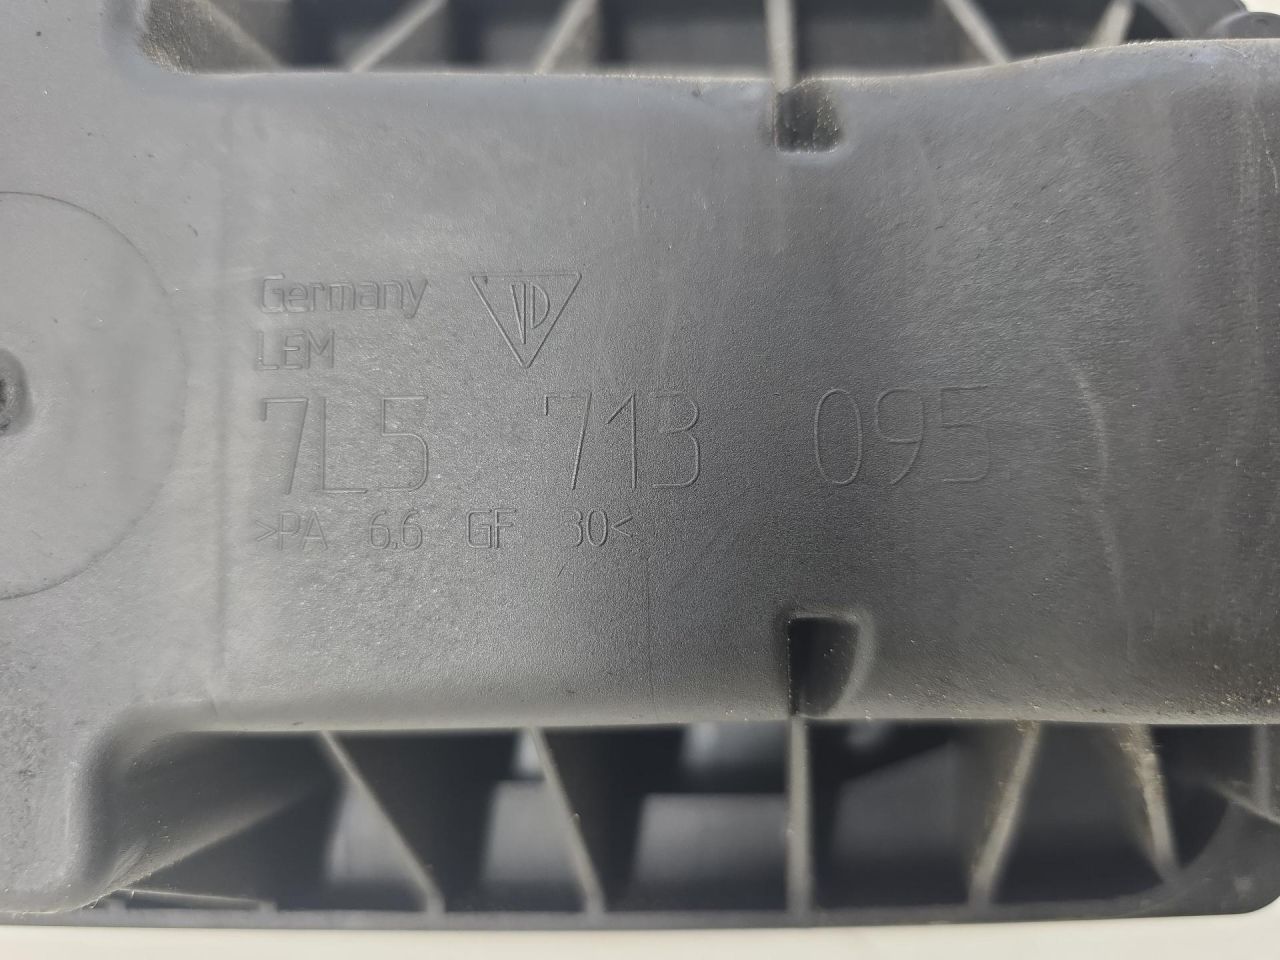 Germany
LEM
7L5 713 095
>PA 6.6 GF 30<